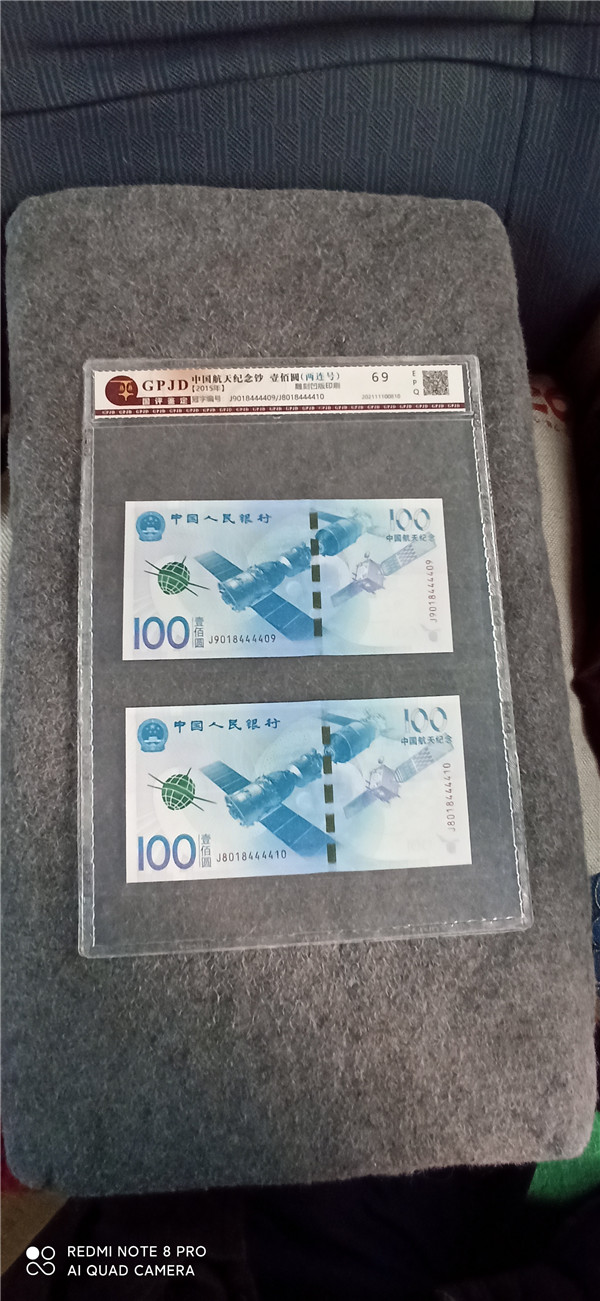 GPJD
国评鉴定
中国航天纪念钞 壹佰圆(两连号)
【2015年】 雕刻凹版印刷
冠字编号 J9018444409/J8018444410
69
EPQ
中国人民银行
100
中国航天纪念
J9018444409
100 壹佰圆 J9018444409
中国人民银行
100
中国航天纪念
J8018444410
100 壹佰圆 J8018444410
REDMI NOTE 8 PRO
AI QUAD CAMERA